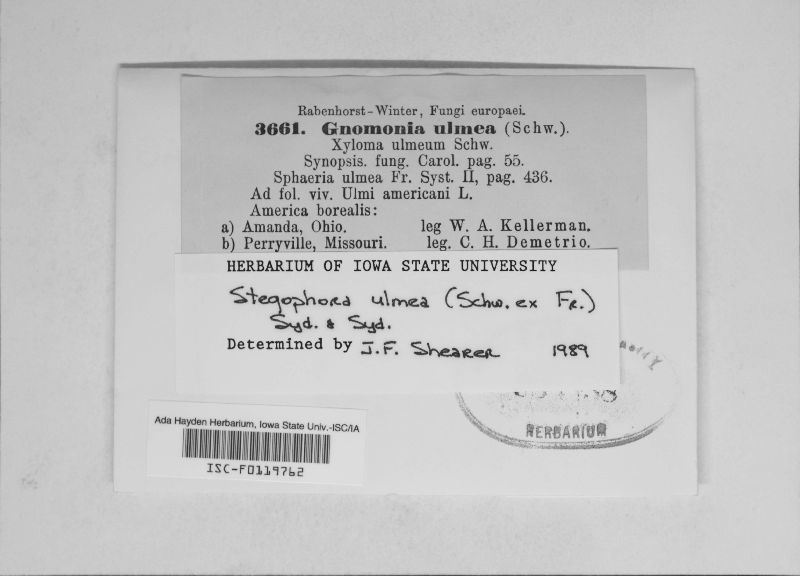 Rabenhorst-Winter, Fungi europaei.
3661. Gnomonia ulmea (Schw.).
Xyloma ulmeum Schw.
Synopsis. fung. Carol. pag. 55.
Sphaeria ulmea Fr. Syst. II, pag. 436.
Ad fol. viv. Ulmi americani L.
America borealis:
a) Amanda, Ohio. leg W. A. Kellerman.
b) Perryville, Missouri. leg. C. H. Demetrio.
HERBARIUM OF IOWA STATE UNIVERSITY
Stegophora ulmea (Schw. ex Fr.)
Syd. & Syd.
Determined by J.F. Shearer 1989
HERBARIUM
Ada Hayden Herbarium, Iowa State Univ.-ISC/IA
ISC-F0119762